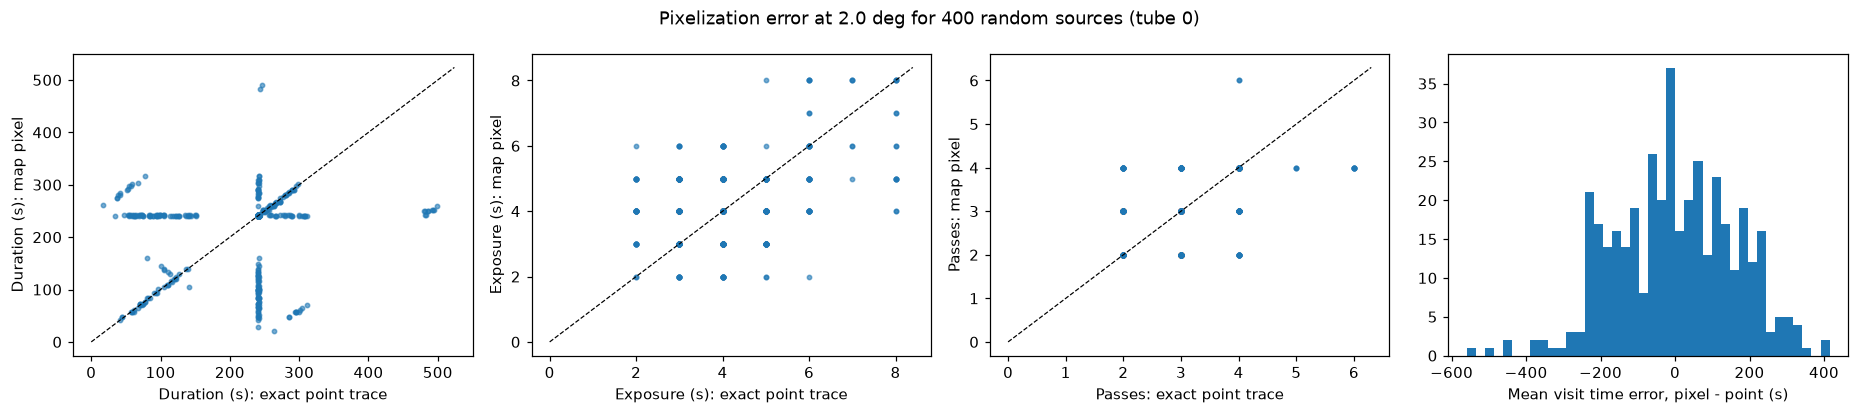 Pixelization error at 2.0 deg for 400 random sources (tube 0)
Duration (s): map pixel
500
400
300
200
100
0
0 100 200 300 400 500
Duration (s): exact point trace
Exposure (s): map pixel
8
6
4
2
0
0 2 4 6 8
Exposure (s): exact point trace
Passes: map pixel
6
5
4
3
2
1
0
0 1 2 3 4 5 6
Passes: exact point trace
35
30
25
20
15
10
5
0
−600 −400 −200 0 200 400
Mean visit time error, pixel - point (s)